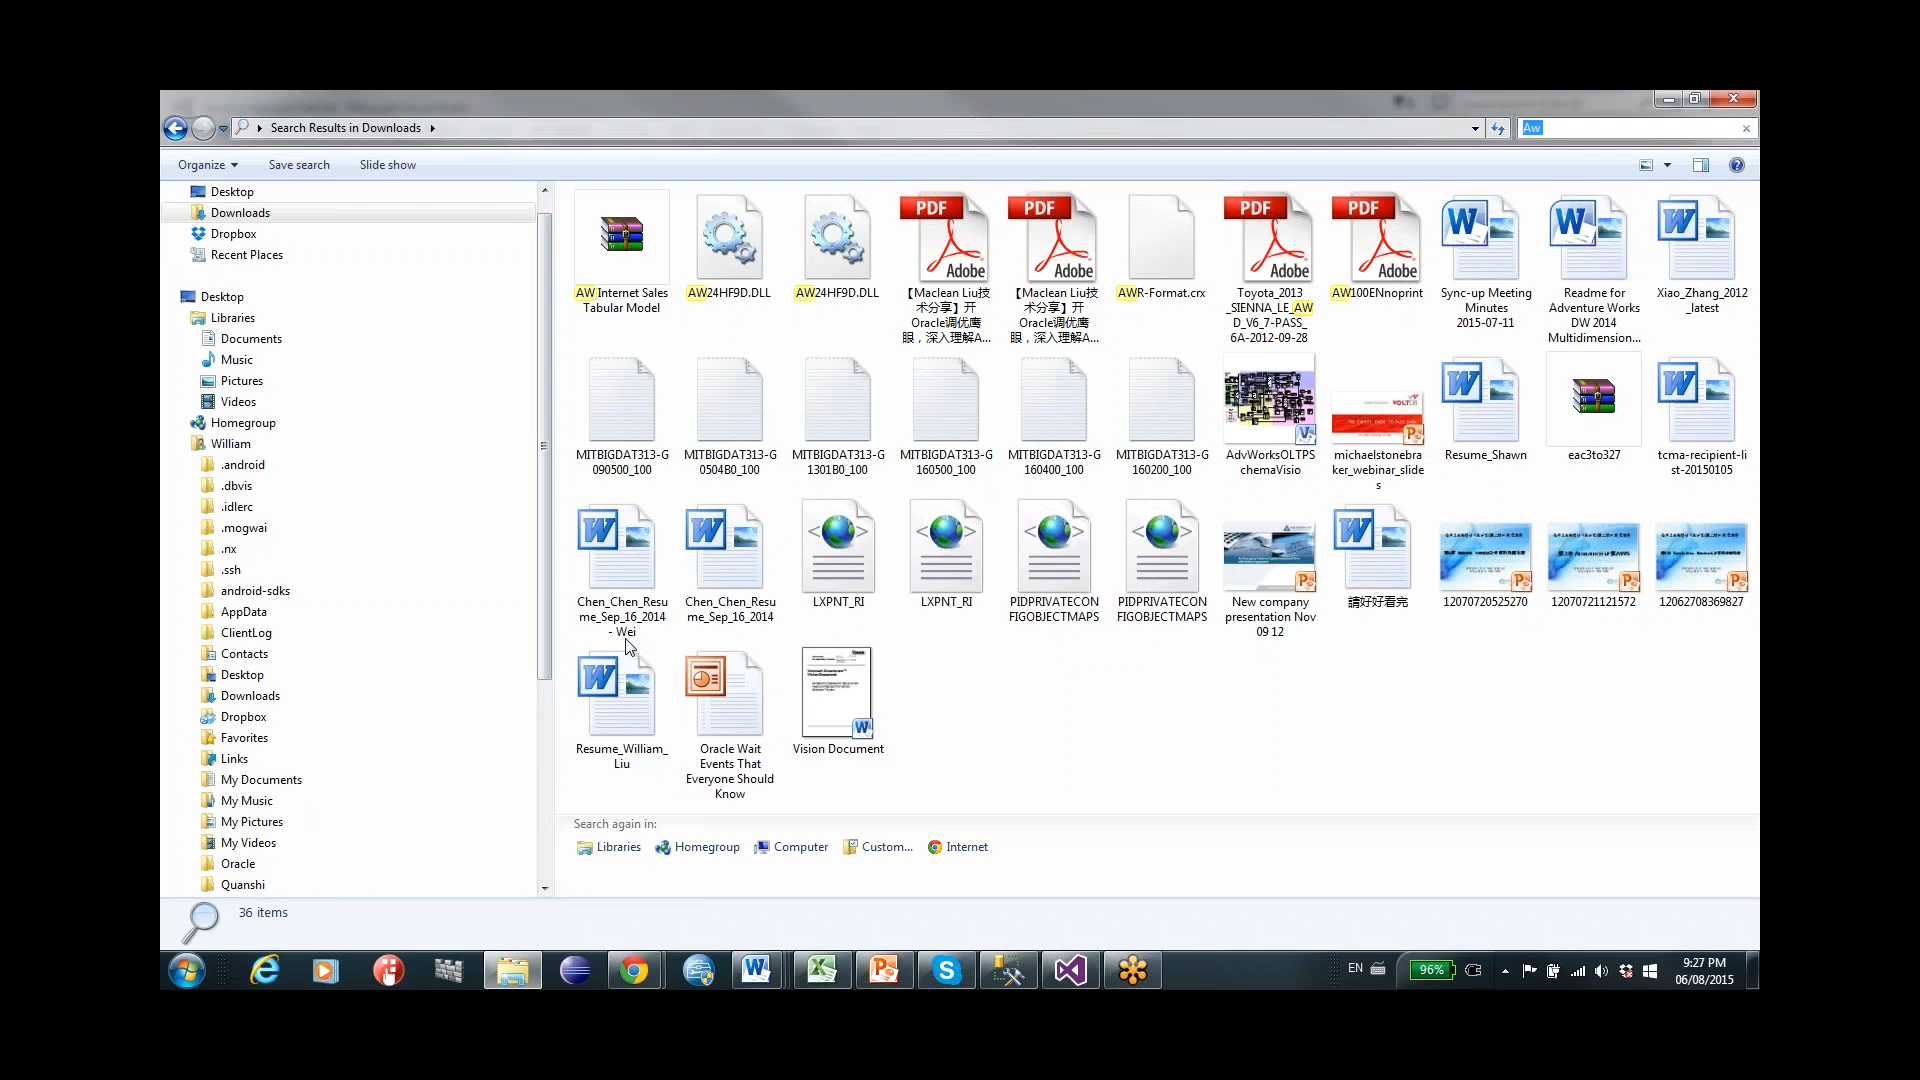 Search Results in Downloads
Aw
Organize
Save search
Slide show
Desktop
Downloads
Dropbox
Recent Places
Desktop
Libraries
Documents
Music
Pictures
Videos
Homegroup
William
.android
.dbvis
.idlerc
.mogwai
.nx
.ssh
android-sdks
AppData
ClientLog
Contacts
Desktop
Downloads
Dropbox
Favorites
Links
My Documents
My Music
My Pictures
My Videos
Oracle
Quanshi
AW Internet Sales
Tabular Model
AW24HF9D.DLL
AW24HF9D.DLL
PDF
Adobe
【Maclean Liu技
术分享】开
Oracle调优鹰
眼，深入理解A...
PDF
Adobe
【Maclean Liu技
术分享】开
Oracle调优鹰
眼，深入理解A...
AWR-Format.crx
PDF
Adobe
Toyota_2013
_SIENNA_LE_AW
D_V6_7-PASS_
6A-2012-09-28
PDF
Adobe
AW100ENnoprint
Sync-up Meeting
Minutes
2015-07-11
Readme for
Adventure Works
DW 2014
Multidimension...
Xiao_Zhang_2012
_latest
MITBIGDAT313-G
090500_100
MITBIGDAT313-G
0504B0_100
MITBIGDAT313-G
1301B0_100
MITBIGDAT313-G
160500_100
MITBIGDAT313-G
160400_100
MITBIGDAT313-G
160200_100
AdvWorksOLTPS
chemaVisio
michaelstonebra
ker_webinar_slide
s
Resume_Shawn
eac3to327
tcma-recipient-li
st-20150105
Chen_Chen_Resu
me_Sep_16_2014
- Wei
Chen_Chen_Resu
me_Sep_16_2014
LXPNT_RI
LXPNT_RI
PIDPRIVATECON
FIGOBJECTMAPS
PIDPRIVATECON
FIGOBJECTMAPS
New company
presentation Nov
09 12
請好好看完
12070720525270
12070721121572
12062708369827
Resume_William_
Liu
Oracle Wait
Events That
Everyone Should
Know
Vision Document
Search again in:
Libraries
Homegroup
Computer
Custom...
Internet
36 items
EN
96%
9:27 PM
06/08/2015